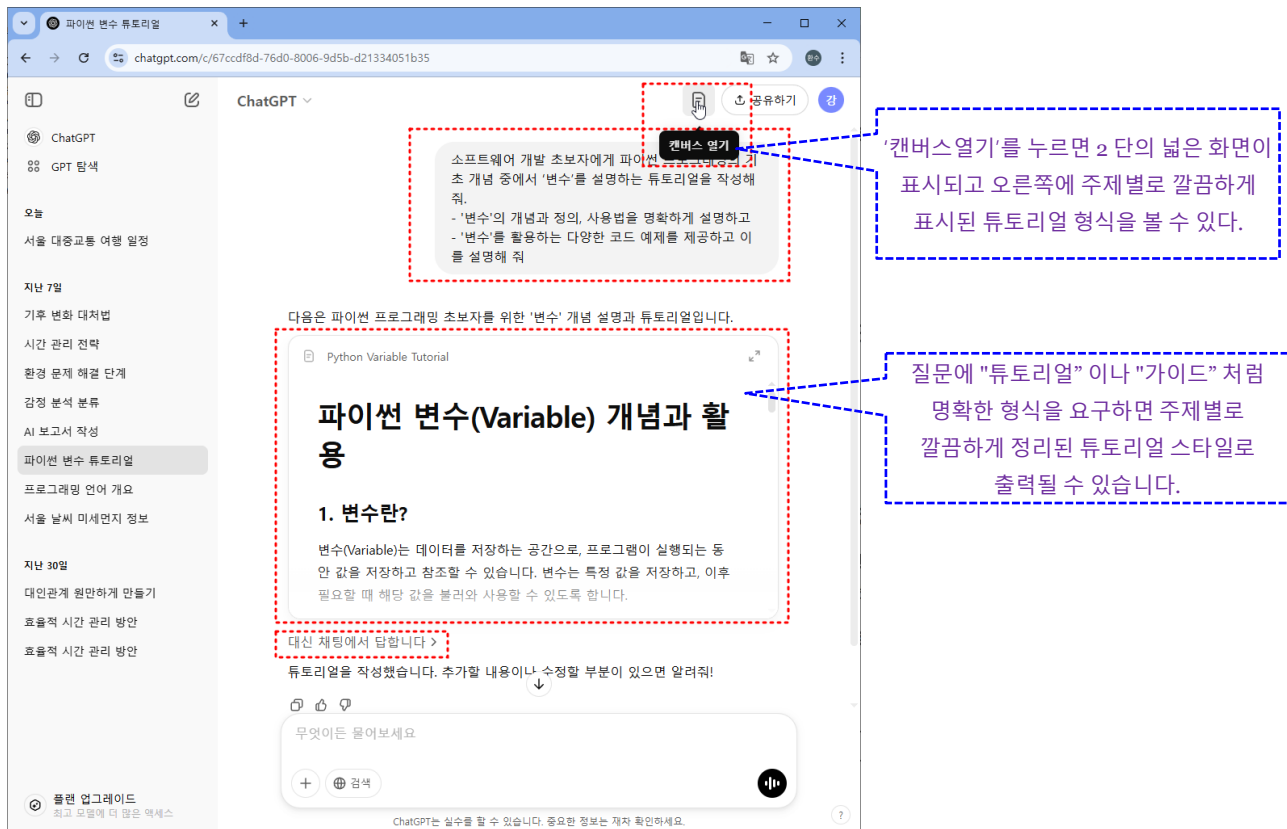 파이썬 변수 튜토리얼
chatgpt.com/c/67ccdf8d-76d0-8006-9d5b-d21334051b35
환수
ChatGPT
공유하기
강
캔버스 열기
ChatGPT
GPT 탐색
오늘
서울 대중교통 여행 일정
지난 7일
기후 변화 대처법
시간 관리 전략
환경 문제 해결 단계
감정 분석 분류
AI 보고서 작성
파이썬 변수 튜토리얼
프로그래밍 언어 개요
서울 날씨 미세먼지 정보
지난 30일
대인관계 원만하게 만들기
효율적 시간 관리 방안
효율적 시간 관리 방안
플랜 업그레이드
최고 모델에 더 많은 액세스
소프트웨어 개발 초보자에게 파이썬 프로그래밍의 기
초 개념 중에서 '변수'를 설명하는 튜토리얼을 작성해
줘.
- '변수'의 개념과 정의, 사용법을 명확하게 설명하고
- '변수'를 활용하는 다양한 코드 예제를 제공하고 이
를 설명해 줘
다음은 파이썬 프로그래밍 초보자를 위한 '변수' 개념 설명과 튜토리얼입니다.
Python Variable Tutorial
파이썬 변수(Variable) 개념과 활
용
1. 변수란?
변수(Variable)는 데이터를 저장하는 공간으로, 프로그램이 실행되는 동
안 값을 저장하고 참조할 수 있습니다. 변수는 특정 값을 저장하고, 이후
필요할 때 해당 값을 불러와 사용할 수 있도록 합니다.
대신 채팅에서 답합니다 >
튜토리얼을 작성했습니다. 추가할 내용이나 수정할 부분이 있으면 알려줘!
무엇이든 물어보세요
검색
ChatGPT는 실수를 할 수 있습니다. 중요한 정보는 재차 확인하세요.
?
'캔버스열기'를 누르면 2 단의 넓은 화면이
표시되고 오른쪽에 주제별로 깔끔하게
표시된 튜토리얼 형식을 볼 수 있다.
질문에 "튜토리얼” 이나 "가이드” 처럼
명확한 형식을 요구하면 주제별로
깔끔하게 정리된 튜토리얼 스타일로
출력될 수 있습니다.